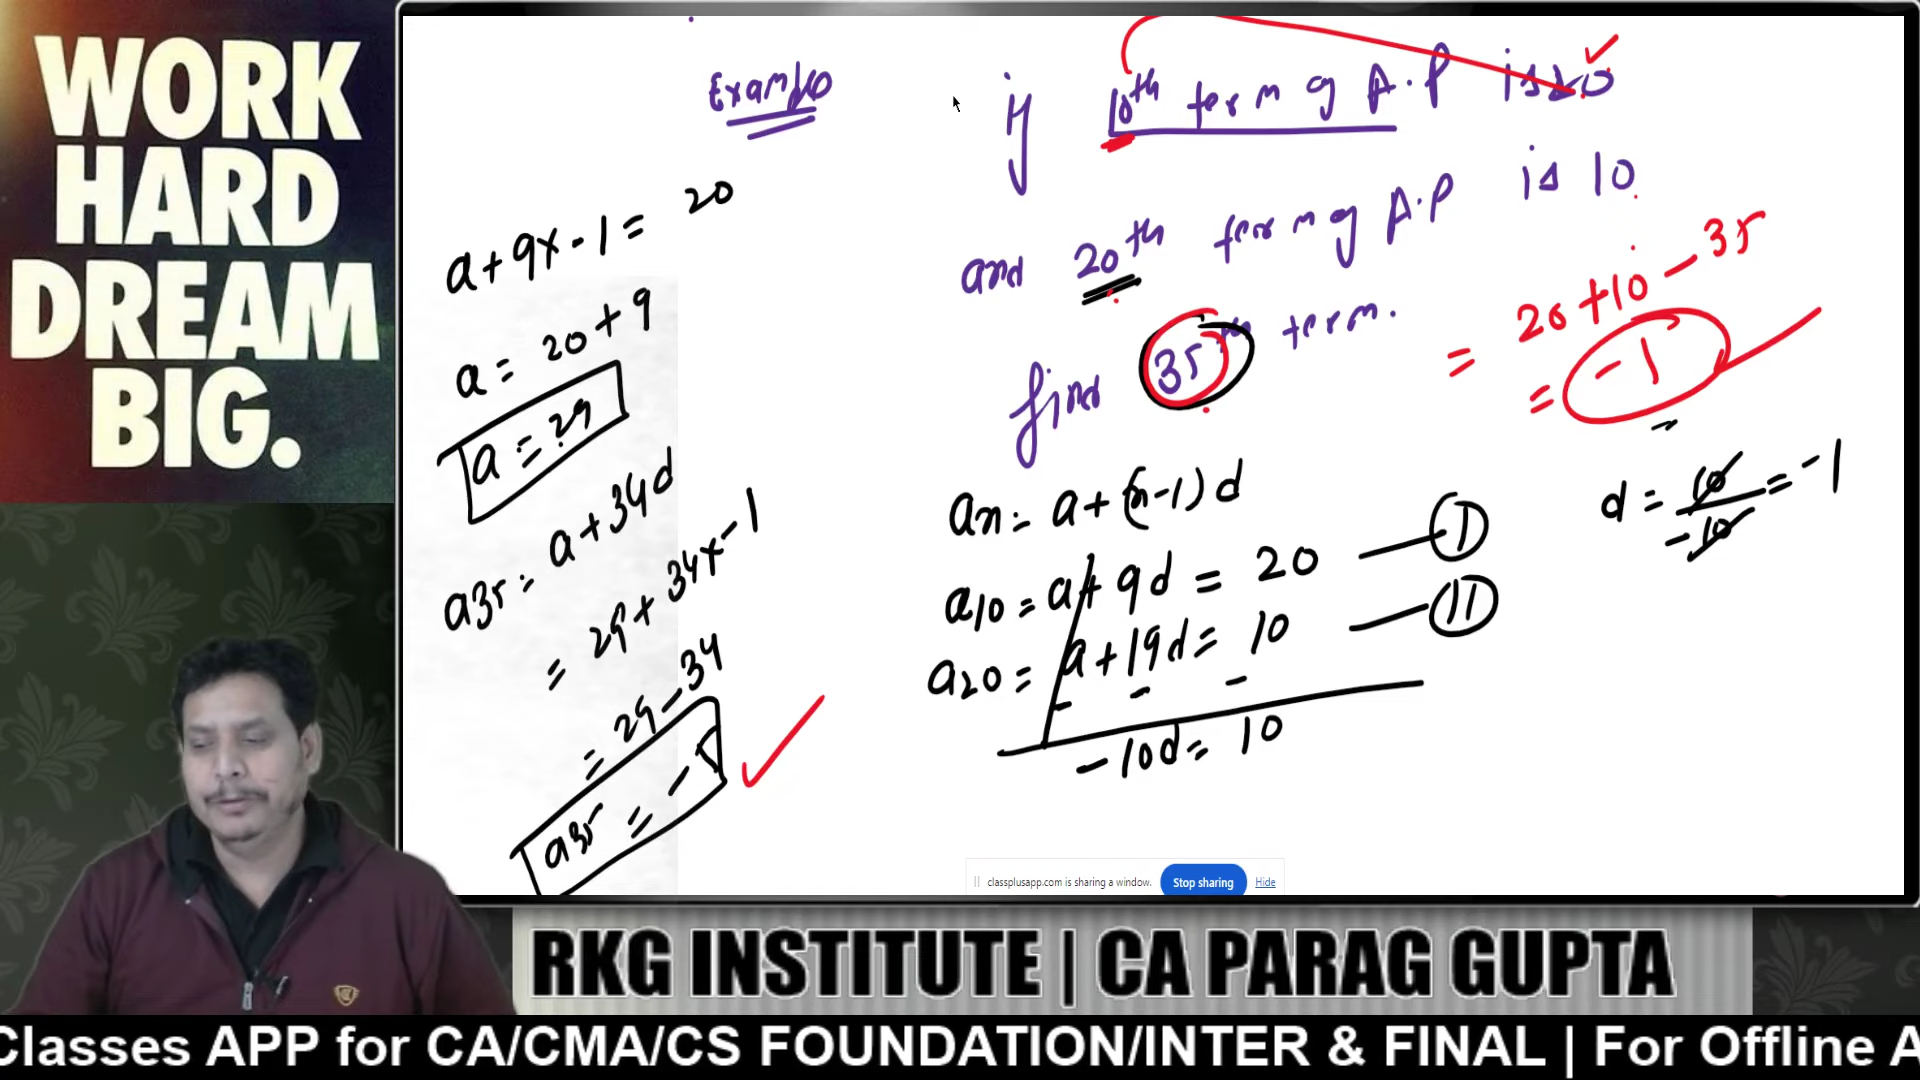 WORK
HARD
DREAM
BIG.
Example
if 10th term of A.P is 20
and 20th term of A.P is 10
find 35th term.
= 20 + 10 - 35
= -1
an = a + (n-1) d
a10 = a + 9d = 20 — I
a20 = a + 19d = 10 — II
- - -
-10d = 10
d = 10/-10 = -1
a + 9x - 1 = 20
a = 20 + 9
a = 29
a35 = a + 34d
= 29 + 34x - 1
= 29 - 34
a35 = -5
classplusapp.com is sharing a window. Stop sharing Hide
RKG INSTITUTE | CA PARAG GUPTA
Classes APP for CA/CMA/CS FOUNDATION/INTER & FINAL | For Offline A